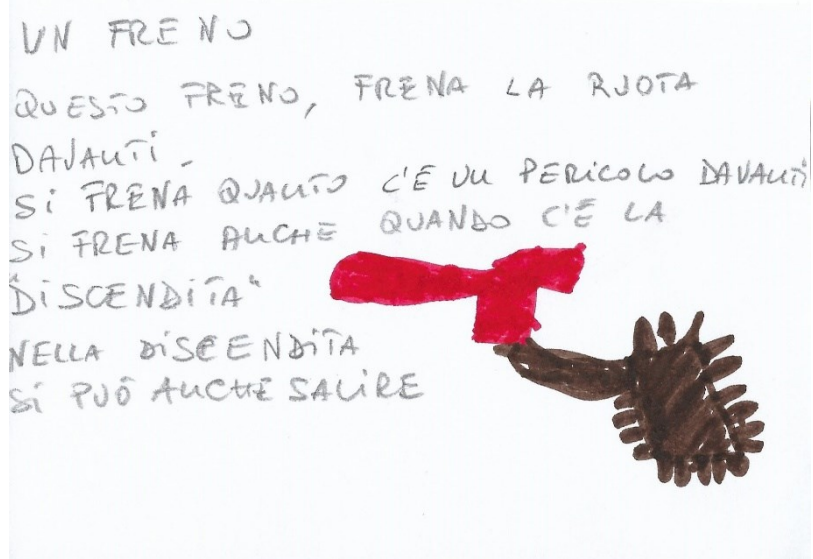 UN FRENO
QUESTO FRENO, FRENA LA RUOTA
DAVANTI.
SI FRENA QUANTO C'È UN PERICOLO DAVANTI
SI FRENA ANCHE QUANDO C'È LA
"DISCENDITA"
NELLA DISCENDITA
SI PUÒ ANCHE SALIRE